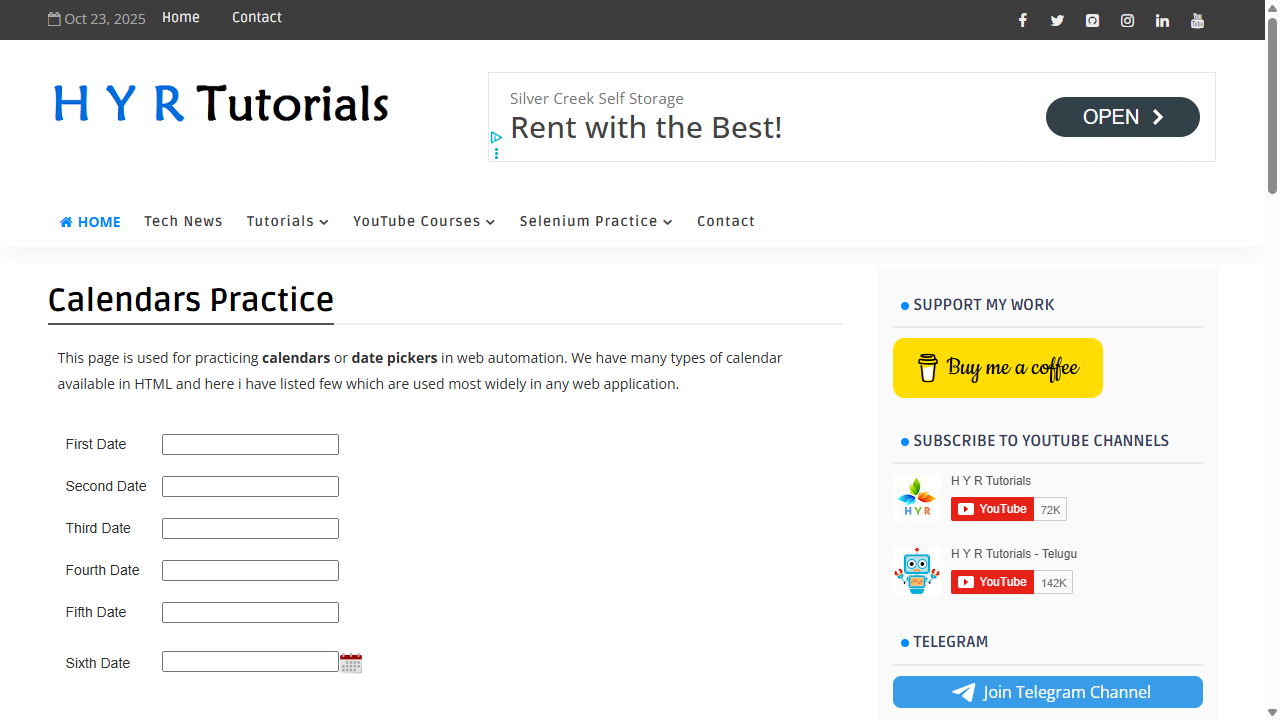 Oct 23, 2025 Home Contact
H Y R Tutorials
Silver Creek Self Storage
Rent with the Best!
OPEN
HOME Tech News Tutorials YouTube Courses Selenium Practice Contact
Calendars Practice
This page is used for practicing calendars or date pickers in web automation. We have many types of calendar
available in HTML and here i have listed few which are used most widely in any web application.
First Date
Second Date
Third Date
Fourth Date
Fifth Date
Sixth Date
SUPPORT MY WORK
Buy me a coffee
SUBSCRIBE TO YOUTUBE CHANNELS
HYR
H Y R Tutorials
YouTube 72K
H Y R Tutorials - Telugu
YouTube 142K
TELEGRAM
Join Telegram Channel